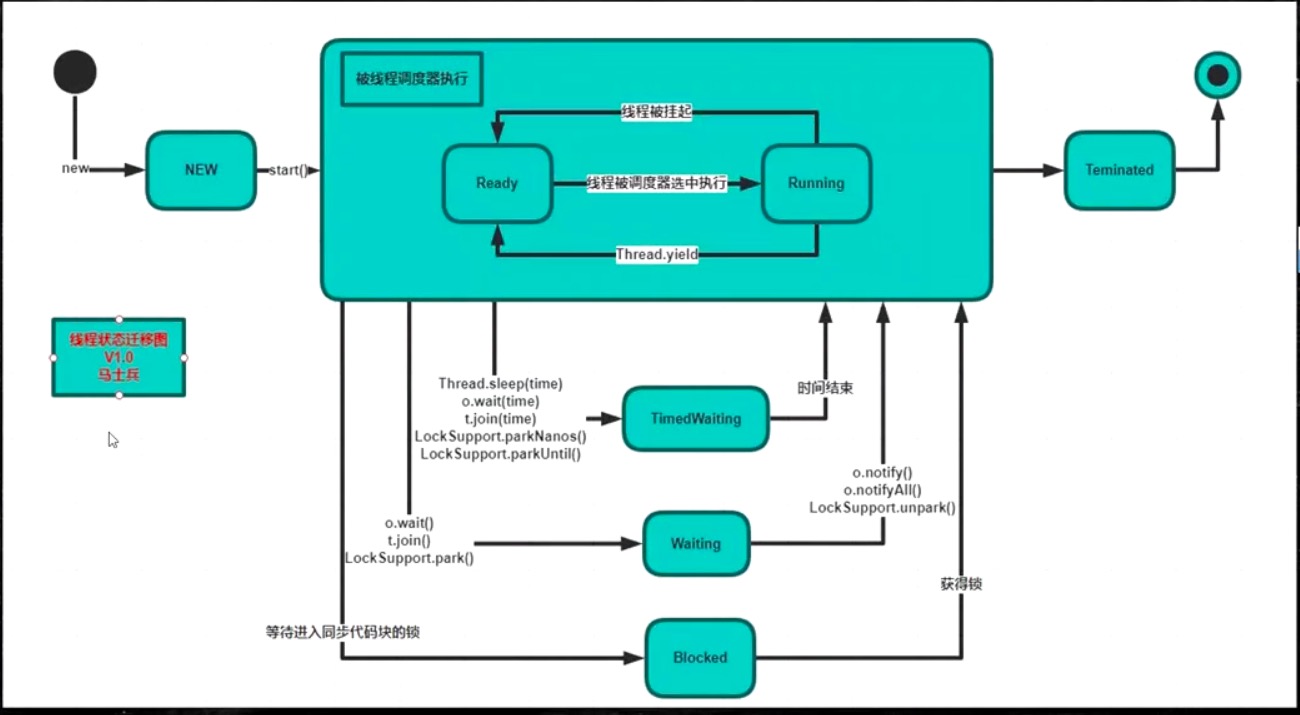 被线程调度器执行
线程被挂起
new
NEW
start()
Ready
线程被调度器选中执行
Running
Teminated
Thread.yield
线程状态迁移图
V1.0
马士兵
Thread.sleep(time)
o.wait(time)
t.join(time)
LockSupport.parkNanos()
LockSupport.parkUntil()
TimedWaiting
时间结束
o.notify()
o.notifyAll()
LockSupport.unpark()
o.wait()
t.join()
LockSupport.park()
Waiting
获得锁
等待进入同步代码块的锁
Blocked